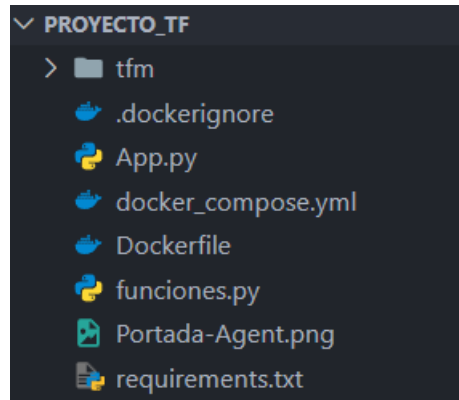 PROYECTO_TF
tfm
.dockerignore
App.py
docker_compose.yml
Dockerfile
funciones.py
Portada-Agent.png
requirements.txt